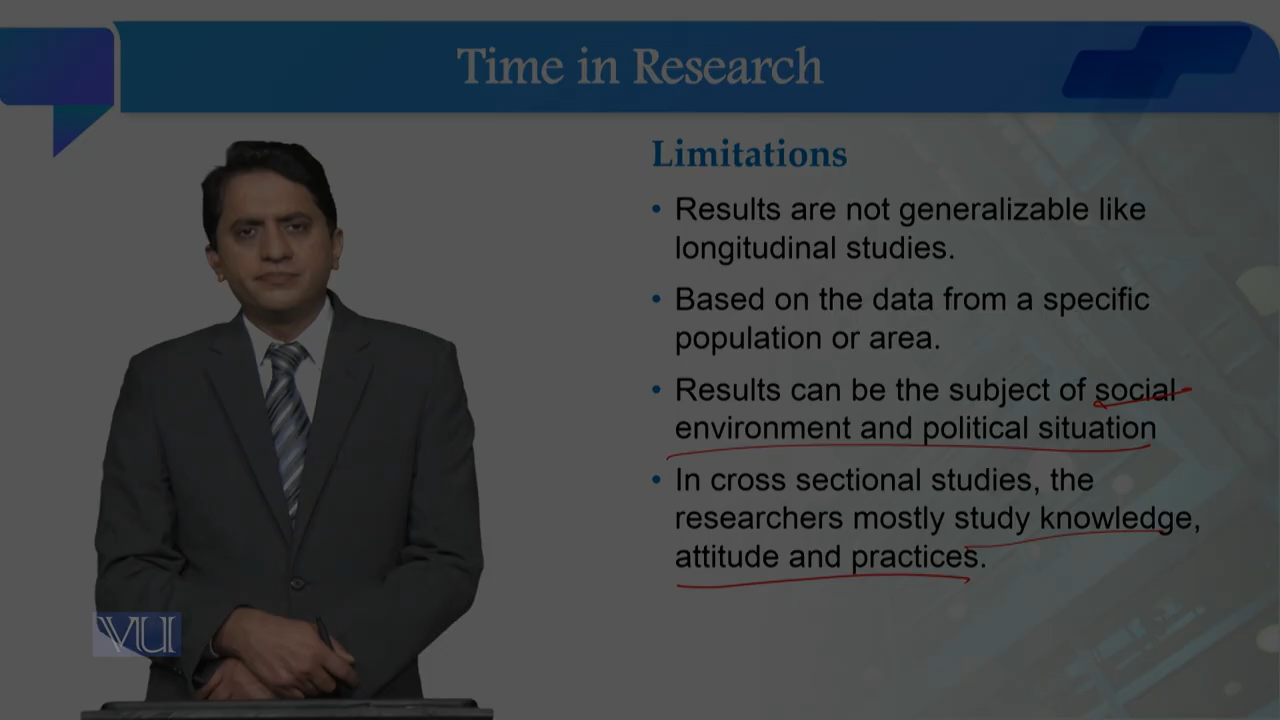 Time in Research
Limitations
• Results are not generalizable like
longitudinal studies.
• Based on the data from a specific
population or area.
• Results can be the subject of social
environment and political situation
• In cross sectional studies, the
researchers mostly study knowledge,
attitude and practices.
VU